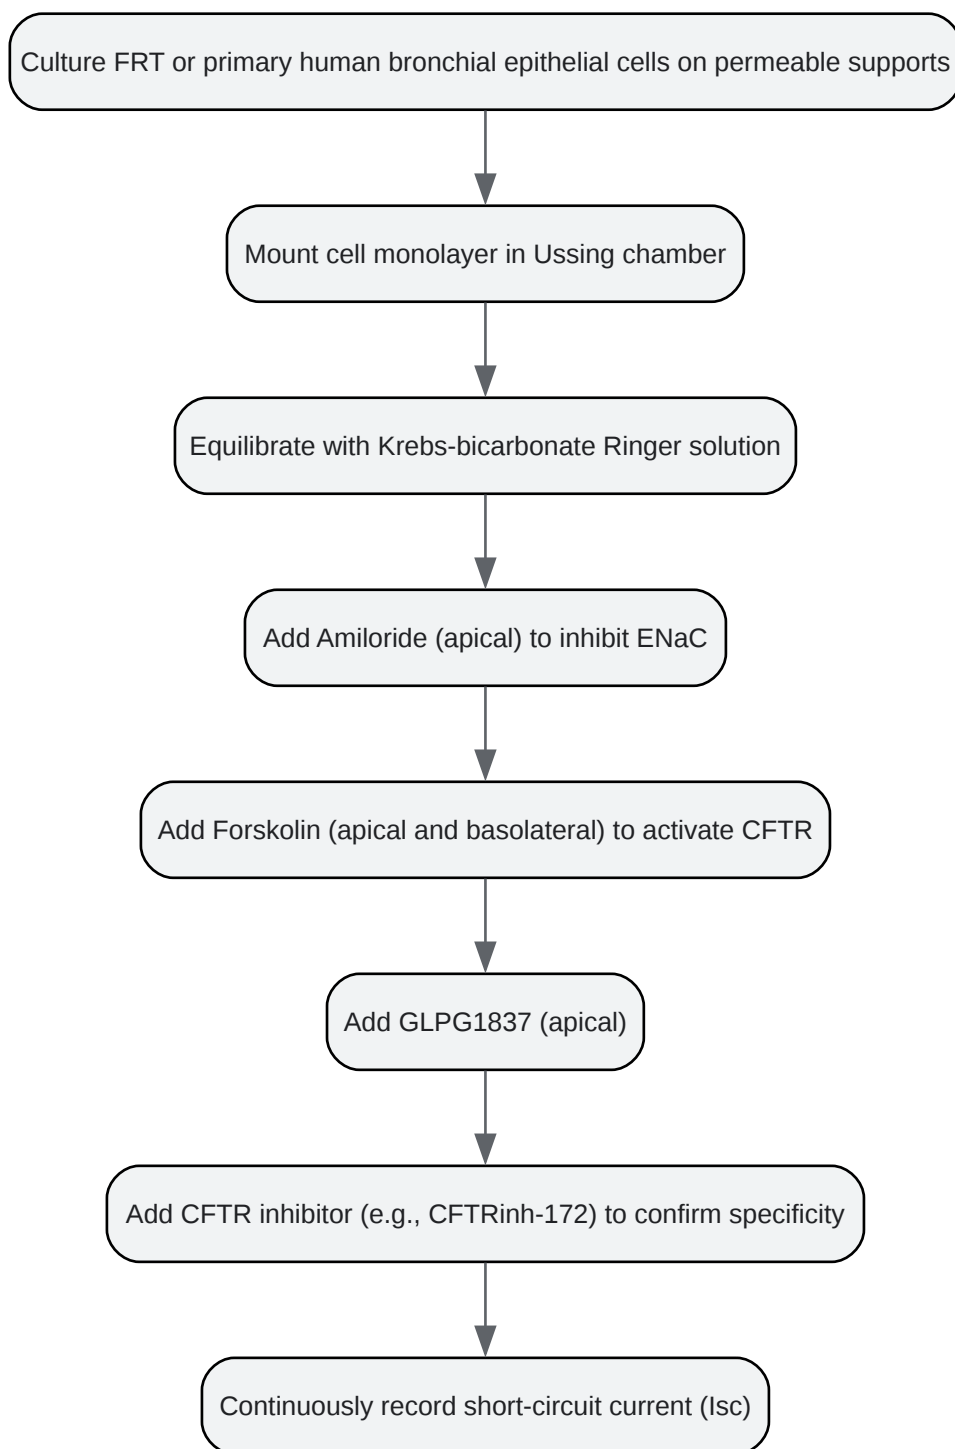 Culture FRT or primary human bronchial epithelial cells on permeable supports
Mount cell monolayer in Ussing chamber
Equilibrate with Krebs-bicarbonate Ringer solution
Add Amiloride (apical) to inhibit ENaC
Add Forskolin (apical and basolateral) to activate CFTR
Add GLPG1837 (apical)
Add CFTR inhibitor (e.g., CFTRinh-172) to confirm specificity
Continuously record short-circuit current (Isc)